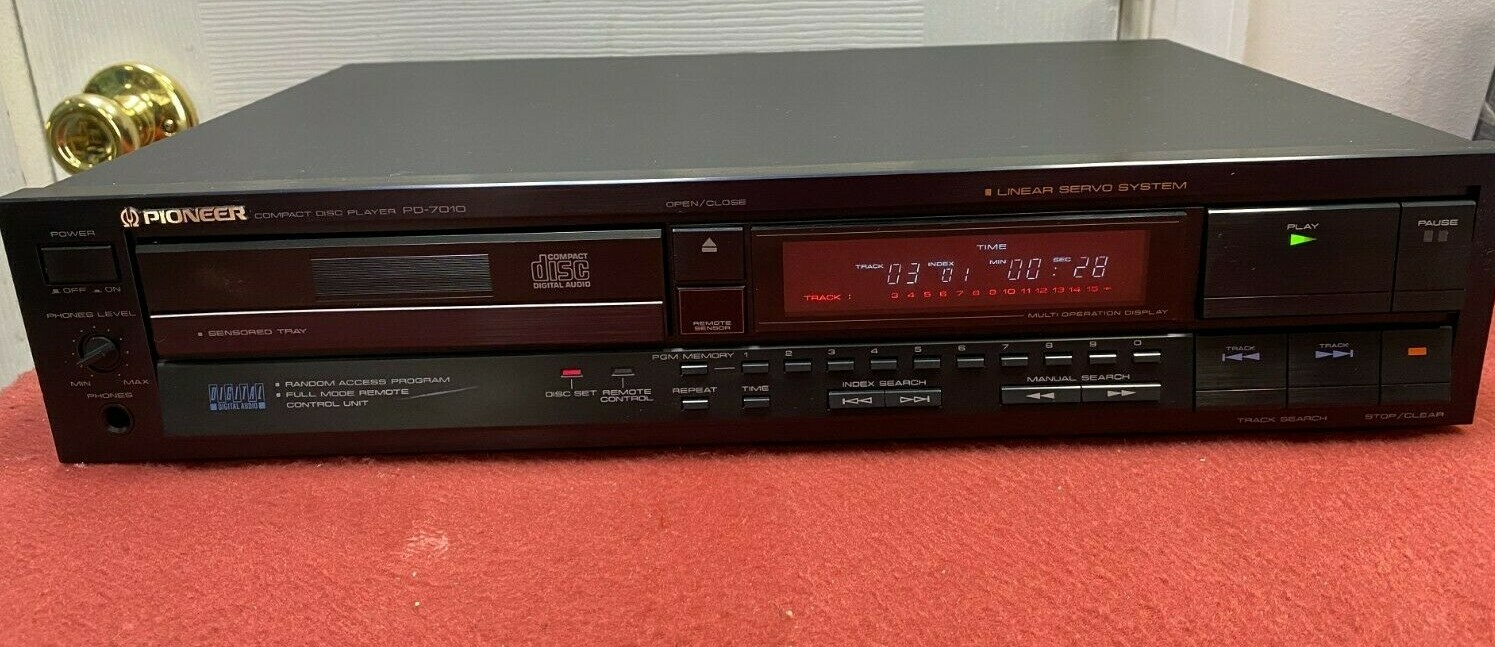 LINEAR SERVO SYSTEM
PIONEER COMPACT DISC PLAYER PD-7010
OPEN/CLOSE
POWER
OFF ON
PHONES LEVEL
MIN MAX
PHONES
COMPACT
disc
DIGITAL AUDIO
SENSORED TRAY
REMOTE
SENSOR
TIME
TRACK 03 INDEX 01 MIN 00 : SEC 28
TRACK : 3 4 5 6 7 8 9 10 11 12 13 14 15
MULTI OPERATION DISPLAY
PLAY
PAUSE
DIGITAL
DIGITAL AUDIO
RANDOM ACCESS PROGRAM
FULL MODE REMOTE
CONTROL UNIT
DISC SET
REMOTE
CONTROL
PGM MEMORY 1 2 3 4 5 6 7 8 9 0
REPEAT TIME
INDEX SEARCH
MANUAL SEARCH
TRACK TRACK
TRACK SEARCH
STOP/CLEAR